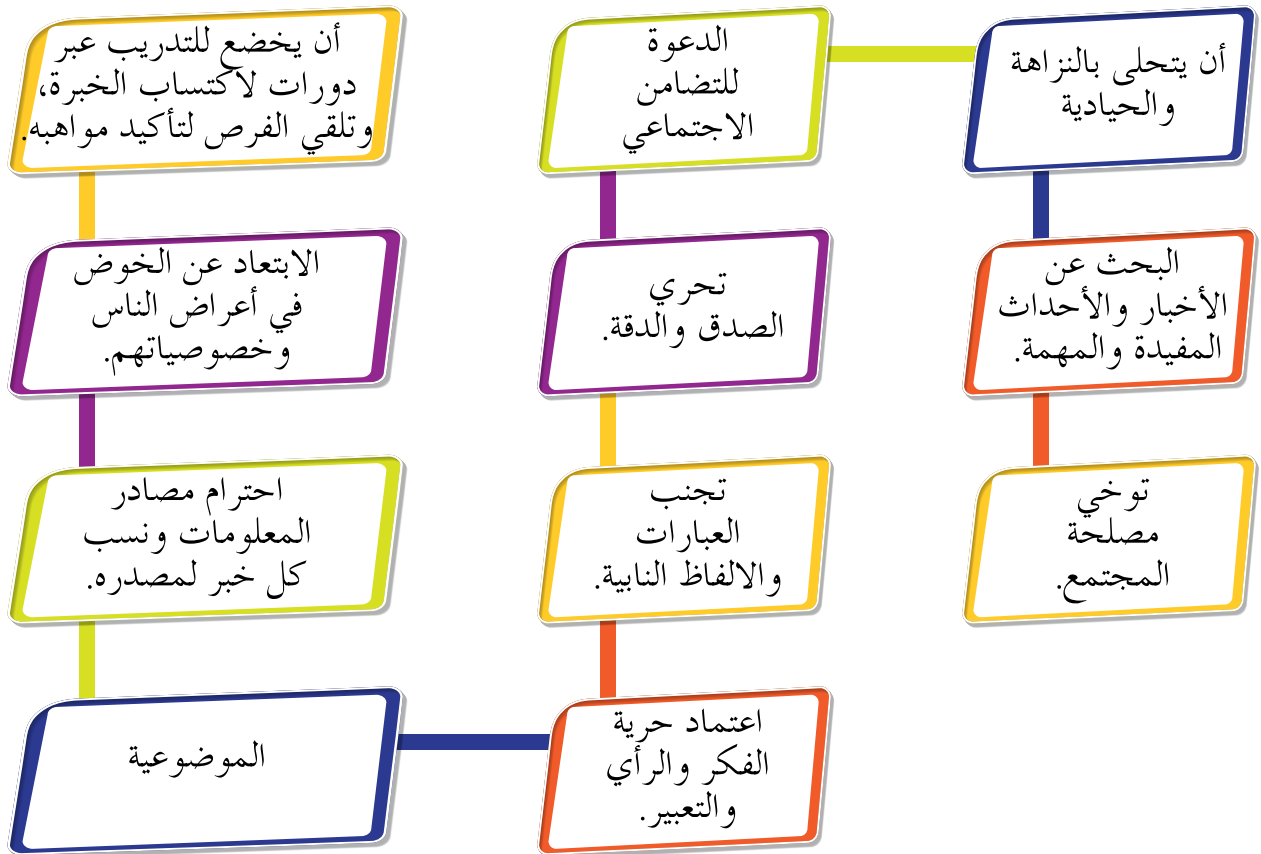 أن يخضع للتدريب عبر
دورات لاكتساب الخبرة،
وتلقي الفرص لتأكيد مواهبه.
الابتعاد عن الخوض
في أعراض الناس
وخصوصياتهم.
احترام مصادر
المعلومات ونسب
كل خبر لمصدره.
الموضوعية
اعتماد حرية
الفكر والرأي
والتعبير.
تجنب
العبارات
والالفاظ النابية.
تحري
الصدق والدقة.
الدعوة
للتضامن
الاجتماعي
أن يتحلى بالنزاهة
والحيادية
البحث عن
الأخبار والأحداث
المفيدة والمهمة.
توخي
مصلحة
المجتمع.